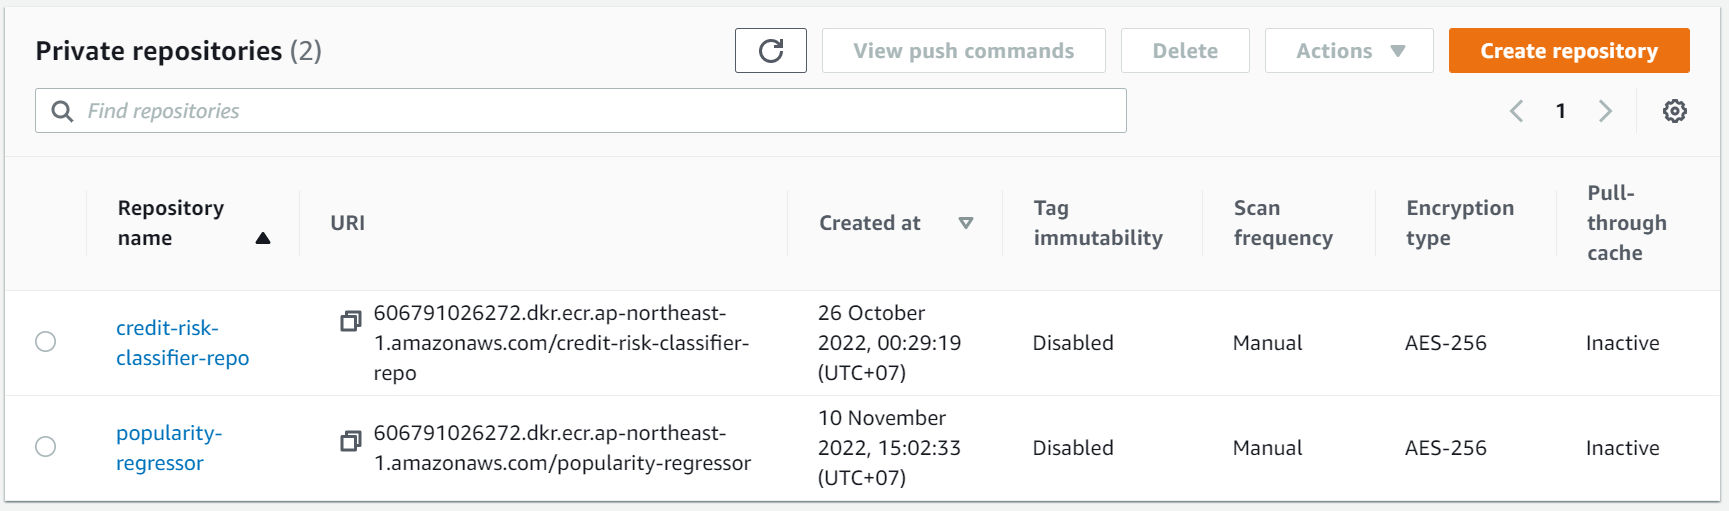 Private repositories (2)
View push commands
Delete
Actions
Create repository
Find repositories
1
Repository
name
URI
Created at
Tag
immutability
Scan
frequency
Encryption
type
Pull-
through
cache
credit-risk-
classifier-repo
606791026272.dkr.ecr.ap-northeast-
1.amazonaws.com/credit-risk-classifier-
repo
26 October
2022, 00:29:19
(UTC+07)
Disabled
Manual
AES-256
Inactive
popularity-
regressor
606791026272.dkr.ecr.ap-northeast-
1.amazonaws.com/popularity-regressor
10 November
2022, 15:02:33
(UTC+07)
Disabled
Manual
AES-256
Inactive